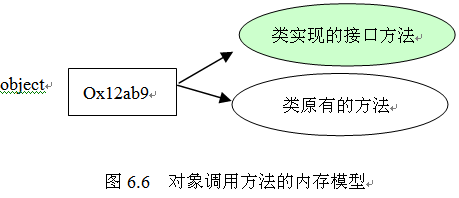 类实现的接口方法
object
Ox12ab9
类原有的方法
图 6.6 对象调用方法的内存模型